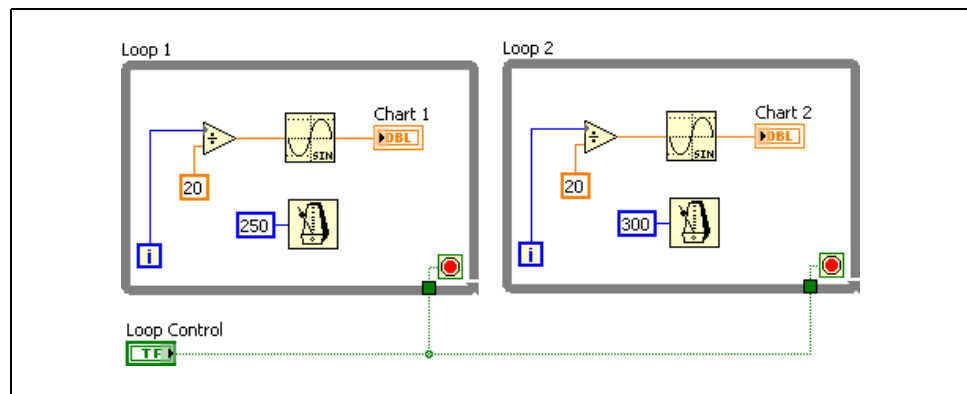 Loop 1
Chart 1
DBL
SIN
20
250
i
Loop 2
Chart 2
DBL
SIN
20
300
i
Loop Control
TF